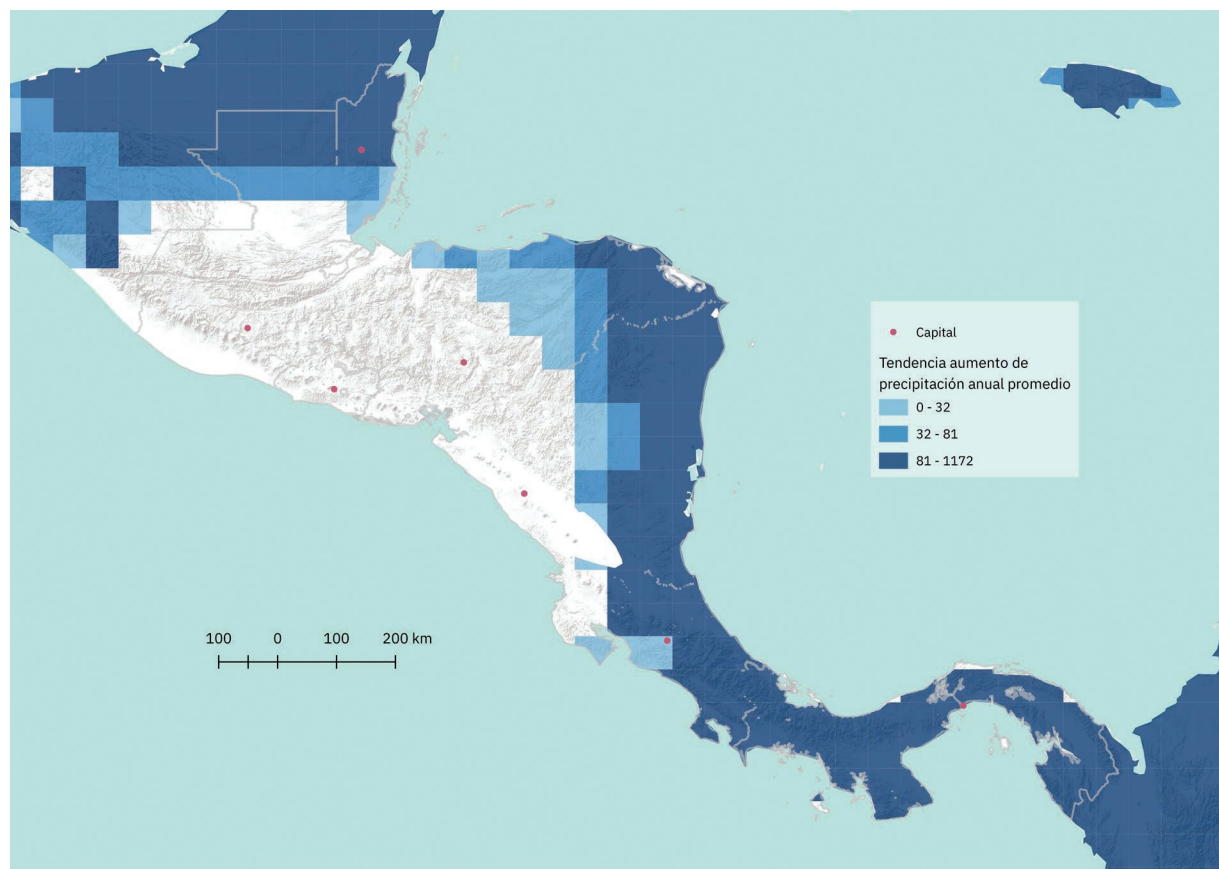 Capital
Tendencia aumento de
precipitación anual promedio
0 - 32
32 - 81
81 - 1172
100 0 100 200 km